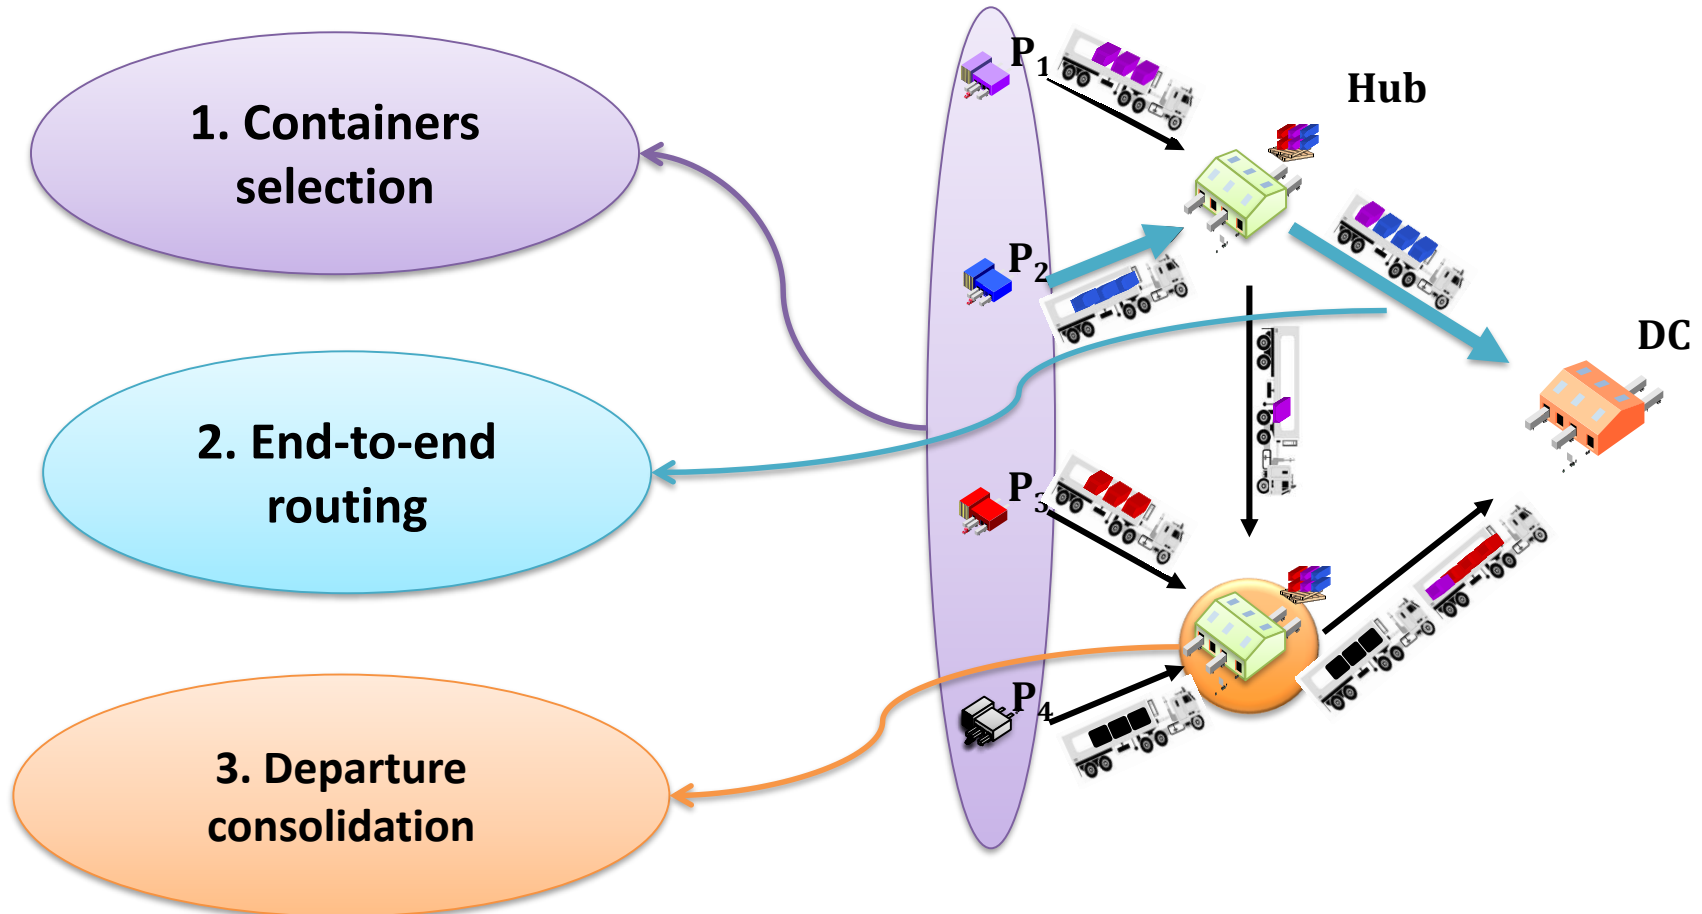 1. Containers
selection
2. End-to-end
routing
3. Departure
consolidation
P1
Hub
P2
DC
P3
P4